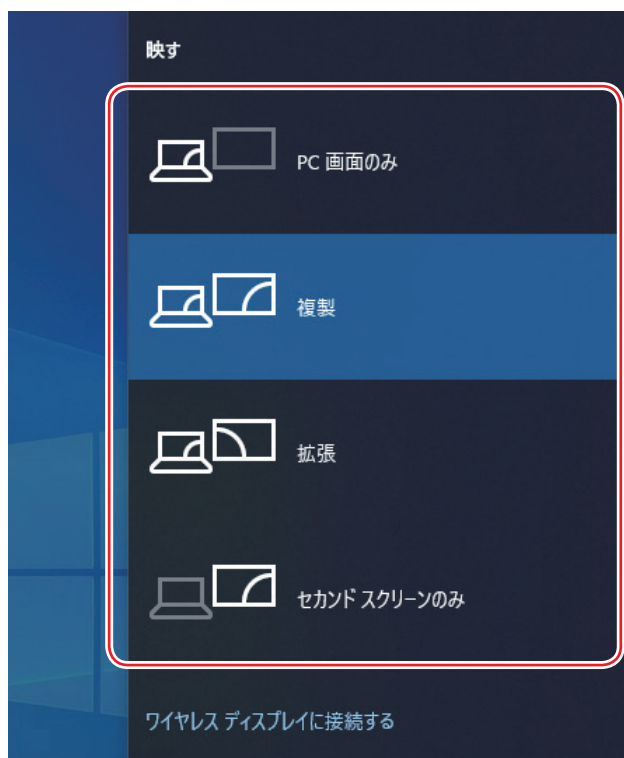 映す
PC 画面のみ
複製
拡張
セカンド スクリーンのみ
ワイヤレス ディスプレイに接続する